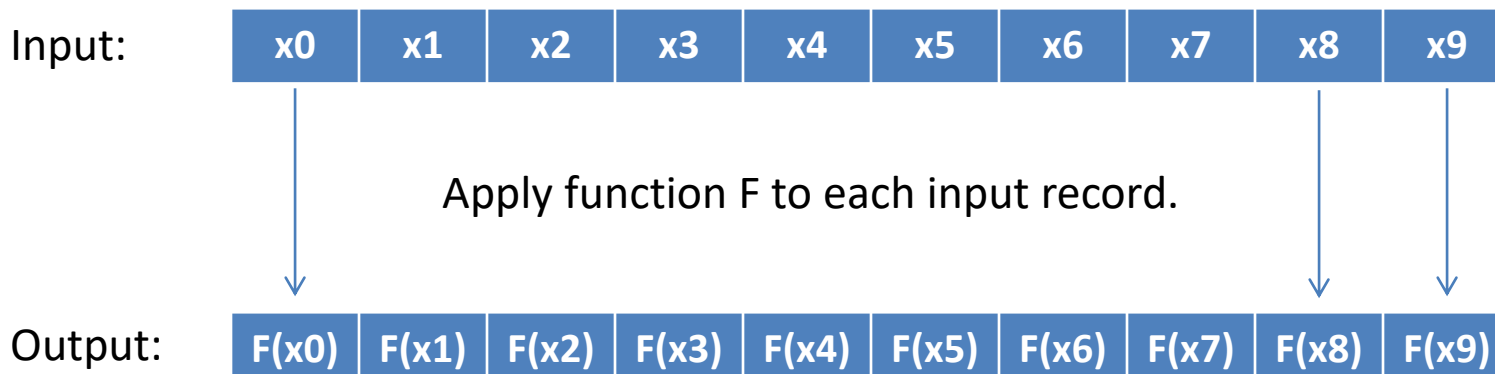 Input: x0 x1 x2 x3 x4 x5 x6 x7 x8 x9
Apply function F to each input record.
Output: F(x0) F(x1) F(x2) F(x3) F(x4) F(x5) F(x6) F(x7) F(x8) F(x9)